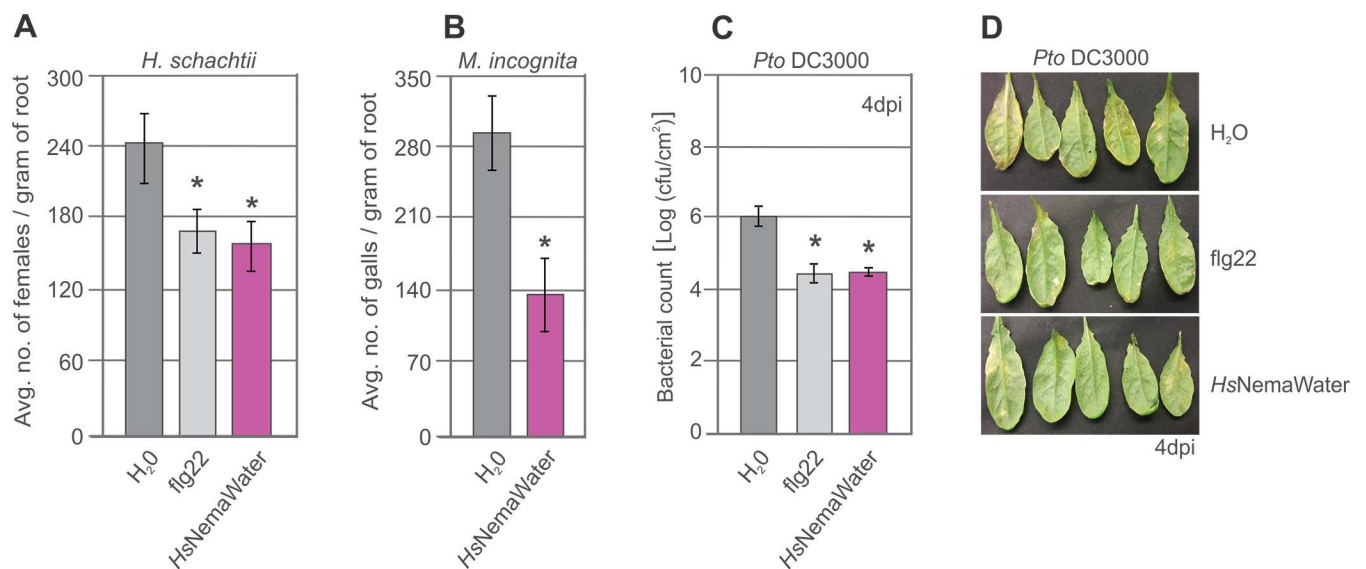 A
H. schachtii
Avg. no. of females / gram of root
300
240
180
120
60
0
*
*
H₂0
flg22
HsNemaWater
B
M. incognita
Avg. no. of galls / gram of root
350
280
210
140
70
0
*
H₂0
HsNemaWater
C
Pto DC3000
4dpi
Bacterial count [Log (cfu/cm²)]
10
8
6
4
2
0
*
*
H₂0
flg22
HsNemaWater
D
Pto DC3000
H₂O
flg22
HsNemaWater
4dpi